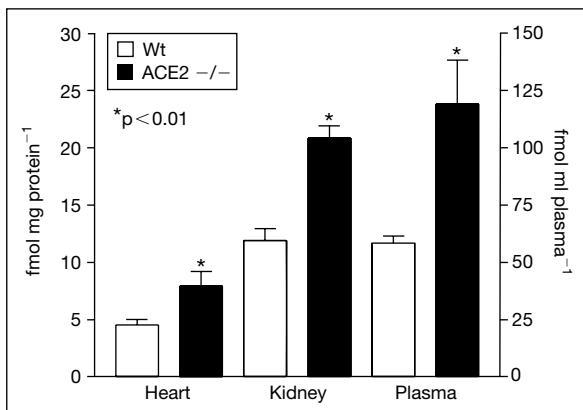 Wt
ACE2 −/−
*p<0.01
fmol mg protein⁻¹
30
25
20
15
10
5
0
*
*
*
fmol ml plasma⁻¹
150
125
100
75
50
25
0
Heart Kidney Plasma